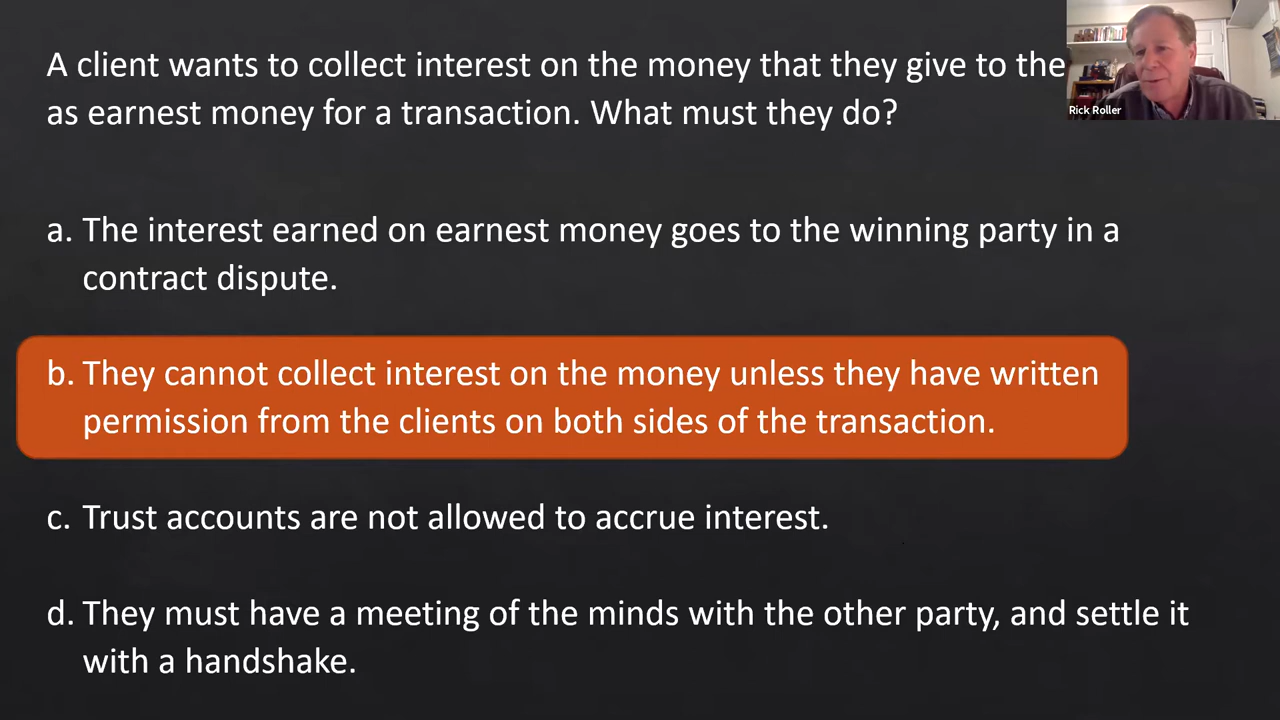 A client wants to collect interest on the money that they give to the
as earnest money for a transaction. What must they do?
Rick Roller
a. The interest earned on earnest money goes to the winning party in a
contract dispute.
b. They cannot collect interest on the money unless they have written
permission from the clients on both sides of the transaction.
c. Trust accounts are not allowed to accrue interest.
d. They must have a meeting of the minds with the other party, and settle it
with a handshake.